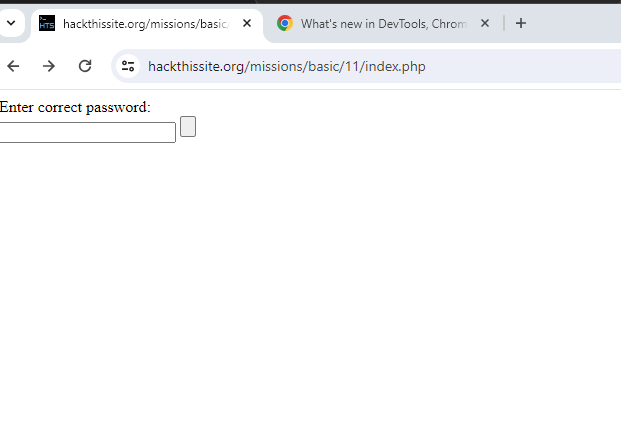 hackthissite.org/missions/basic/
What's new in DevTools, Chrom
hackthissite.org/missions/basic/11/index.php
Enter correct password: